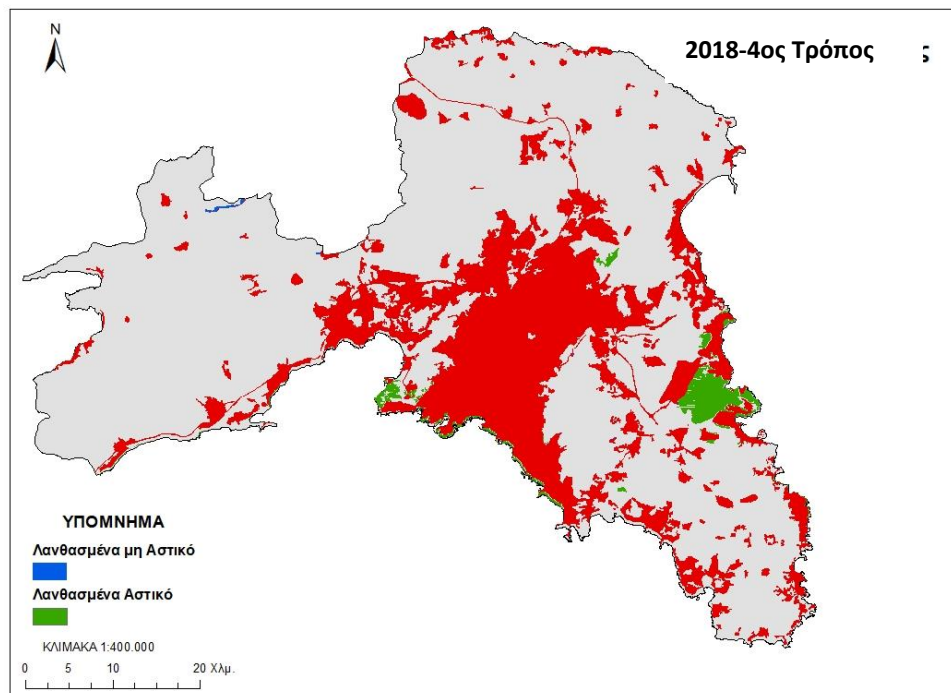 N
2018-4ος Τρόπος
ς
ΥΠΟΜΝΗΜΑ
Λανθασμένα μη Αστικό
Λανθασμένα Αστικό
ΚΛΙΜΑΚΑ 1:400.000
0 5 10 20 Χλμ.